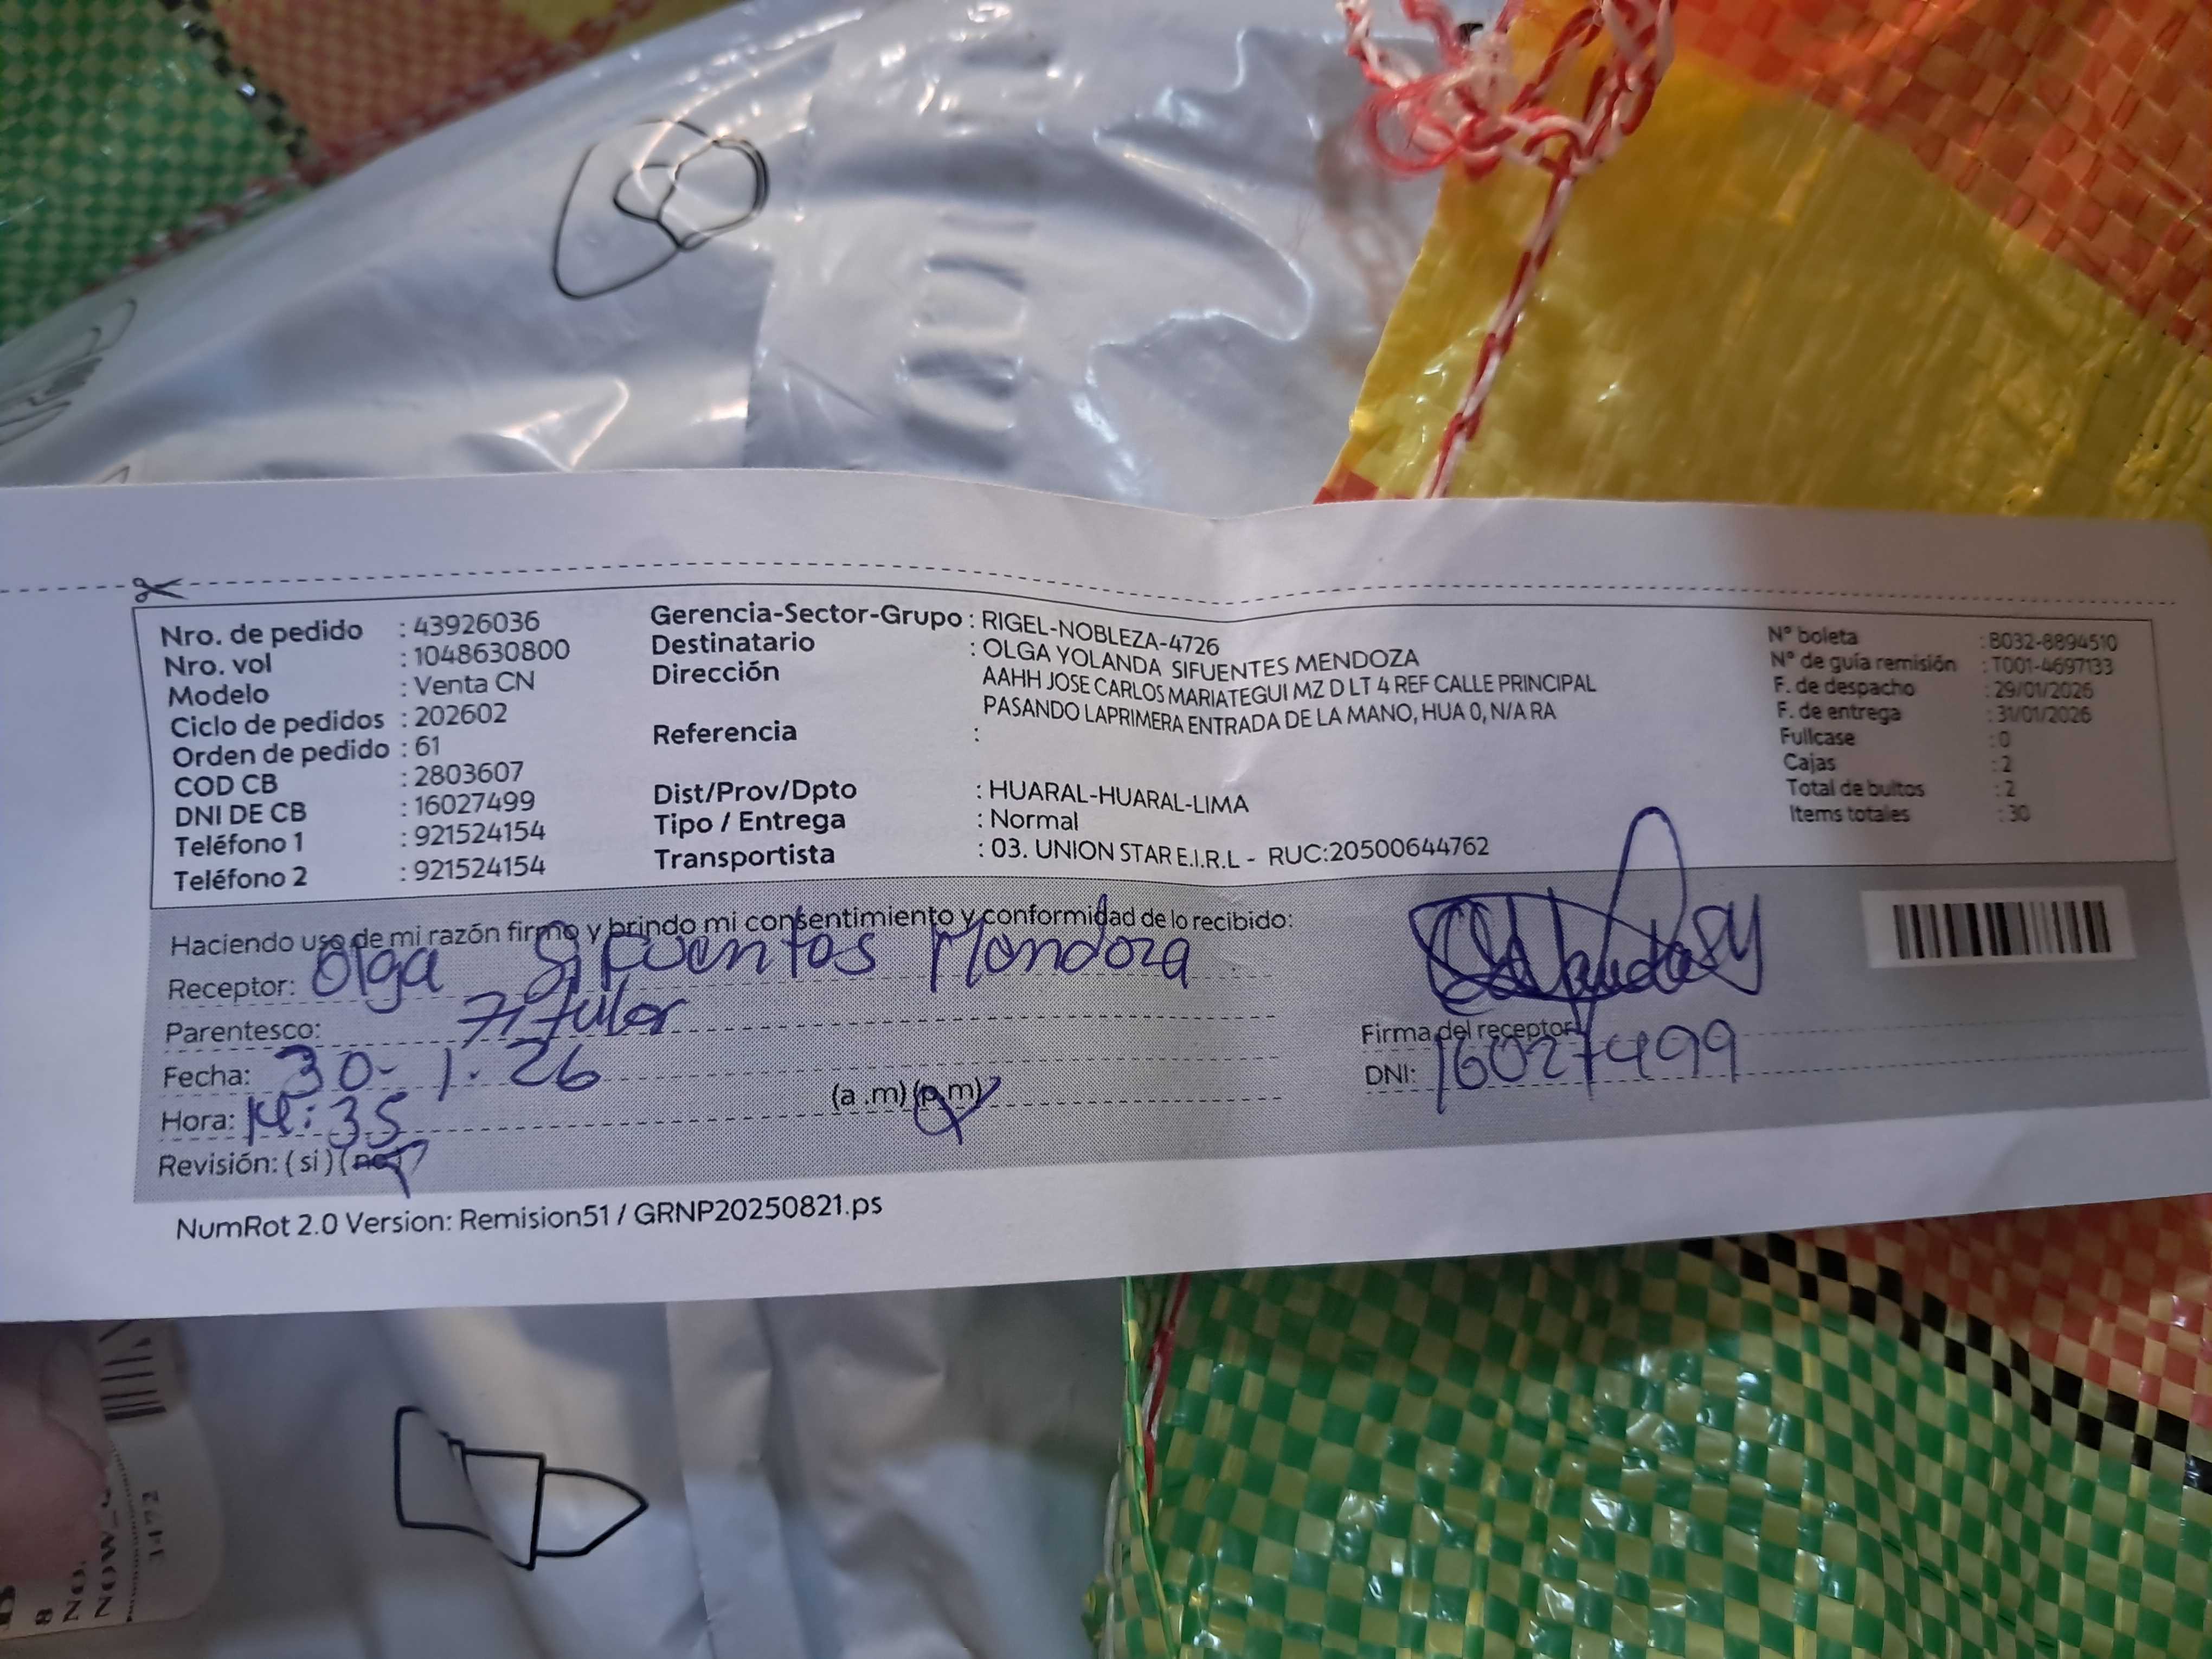 Nro. de pedido : 43926036
Nro. vol : 1048630800
Modelo : Venta CN
Ciclo de pedidos : 202602
Orden de pedido : 61
COD CB : 2803607
DNI DE CB : 16027499
Teléfono 1 : 921524154
Teléfono 2 : 921524154
Gerencia-Sector-Grupo : RIGEL-NOBLEZA-4726
Destinatario : OLGA YOLANDA SIFUENTES MENDOZA
Dirección AAHH JOSE CARLOS MARIATEGUI MZ D LT 4 REF CALLE PRINCIPAL
PASANDO LAPRIMERA ENTRADA DE LA MANO, HUA 0, N/A RA
Referencia :
Dist/Prov/Dpto : HUARAL-HUARAL-LIMA
Tipo / Entrega : Normal
Transportista : 03. UNION STAR E.I.R.L - RUC:20500644762
N° boleta : B032-8894510
N° de guía remisión : T001-4697133
F. de despacho : 29/01/2026
F. de entrega : 31/01/2026
Fullcase : 0
Cajas : 2
Total de bultos : 2
Items totales : 30
Haciendo uso de mi razón firmo y brindo mi consentimiento y conformidad de lo recibido:
Receptor: Olga Sifuentes Mendoza
Parentesco: Titular
Fecha: 30-1-26
Hora: 14:35 (a .m) (p.m)
Revisión: ( si ) (no)
Firma del receptor
DNI: 16027499
NumRot 2.0 Version: Remision51 / GRNP20250821.ps
8
NO.